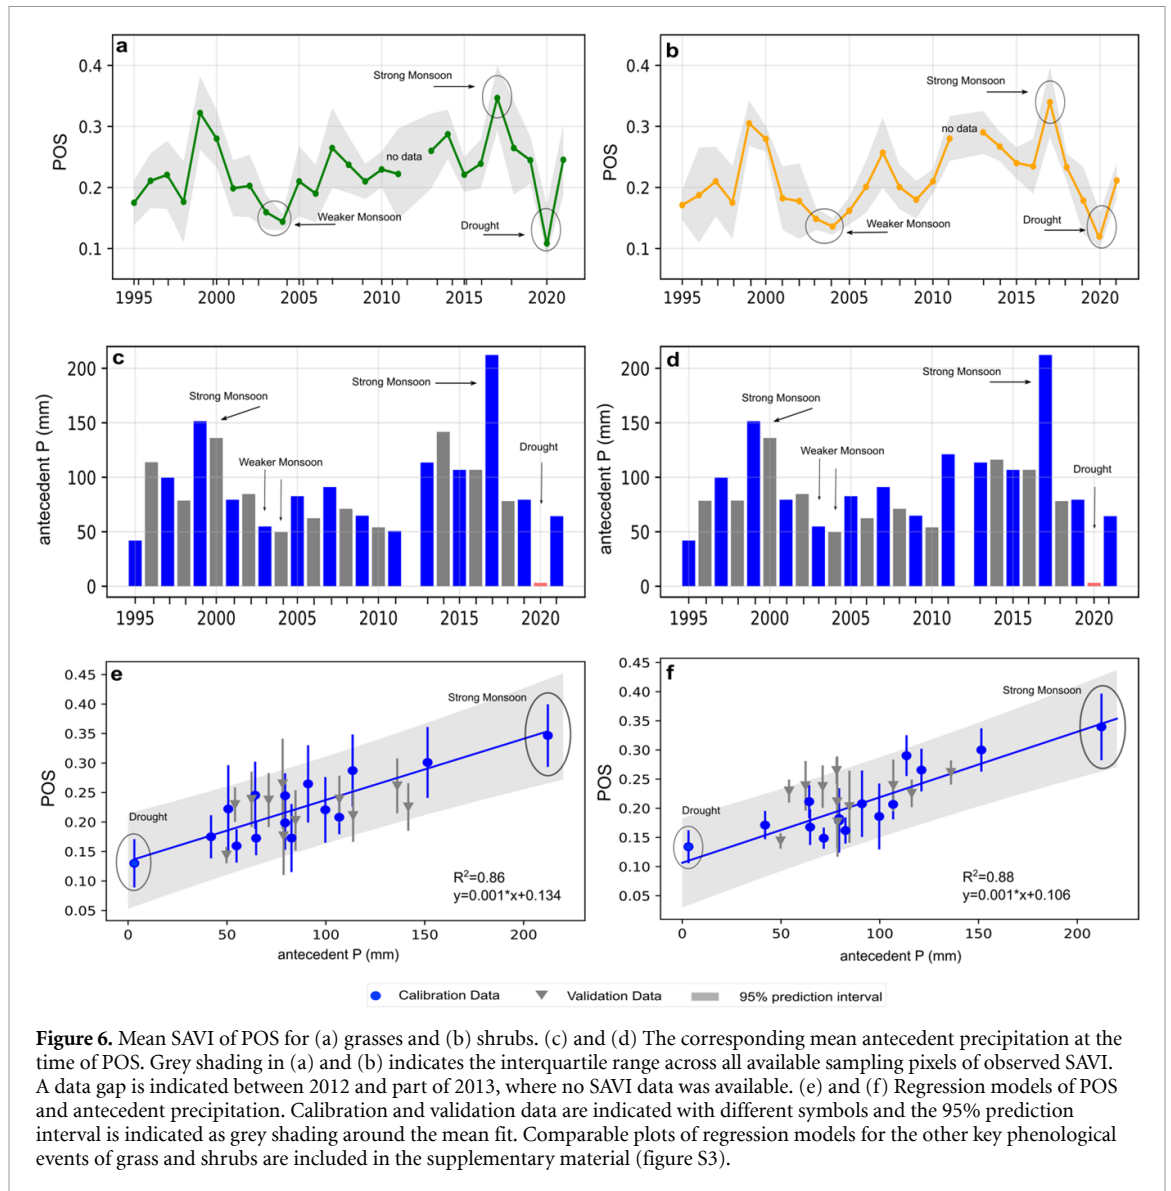 a
0.4
0.3
0.2
0.1
POS
Strong Monsoon
no data
Weaker Monsoon
Drought
1995 2000 2005 2010 2015 2020
b
0.4
0.3
0.2
0.1
POS
Strong Monsoon
no data
Weaker Monsoon
Drought
1995 2000 2005 2010 2015 2020
c
200
150
100
50
0
antecedent P (mm)
Strong Monsoon
Strong Monsoon
Weaker Monsoon
Drought
1995 2000 2005 2010 2015 2020
d
200
150
100
50
0
antecedent P (mm)
Strong Monsoon
Strong Monsoon
Weaker Monsoon
Drought
1995 2000 2005 2010 2015 2020
e
0.45
0.40
0.35
0.30
0.25
0.20
0.15
0.10
0.05
POS
Strong Monsoon
Drought
R²=0.86
y=0.001*x+0.134
0 50 100 150 200
antecedent P (mm)
f
0.45
0.40
0.35
0.30
0.25
0.20
0.15
0.10
0.05
POS
Strong Monsoon
Drought
R²=0.88
y=0.001*x+0.106
0 50 100 150 200
antecedent P (mm)
Calibration Data Validation Data 95% prediction interval
Figure 6. Mean SAVI of POS for (a) grasses and (b) shrubs. (c) and (d) The corresponding mean antecedent precipitation at the
time of POS. Grey shading in (a) and (b) indicates the interquartile range across all available sampling pixels of observed SAVI.
A data gap is indicated between 2012 and part of 2013, where no SAVI data was available. (e) and (f) Regression models of POS
and antecedent precipitation. Calibration and validation data are indicated with different symbols and the 95% prediction
interval is indicated as grey shading around the mean fit. Comparable plots of regression models for the other key phenological
events of grass and shrubs are included in the supplementary material (figure S3).